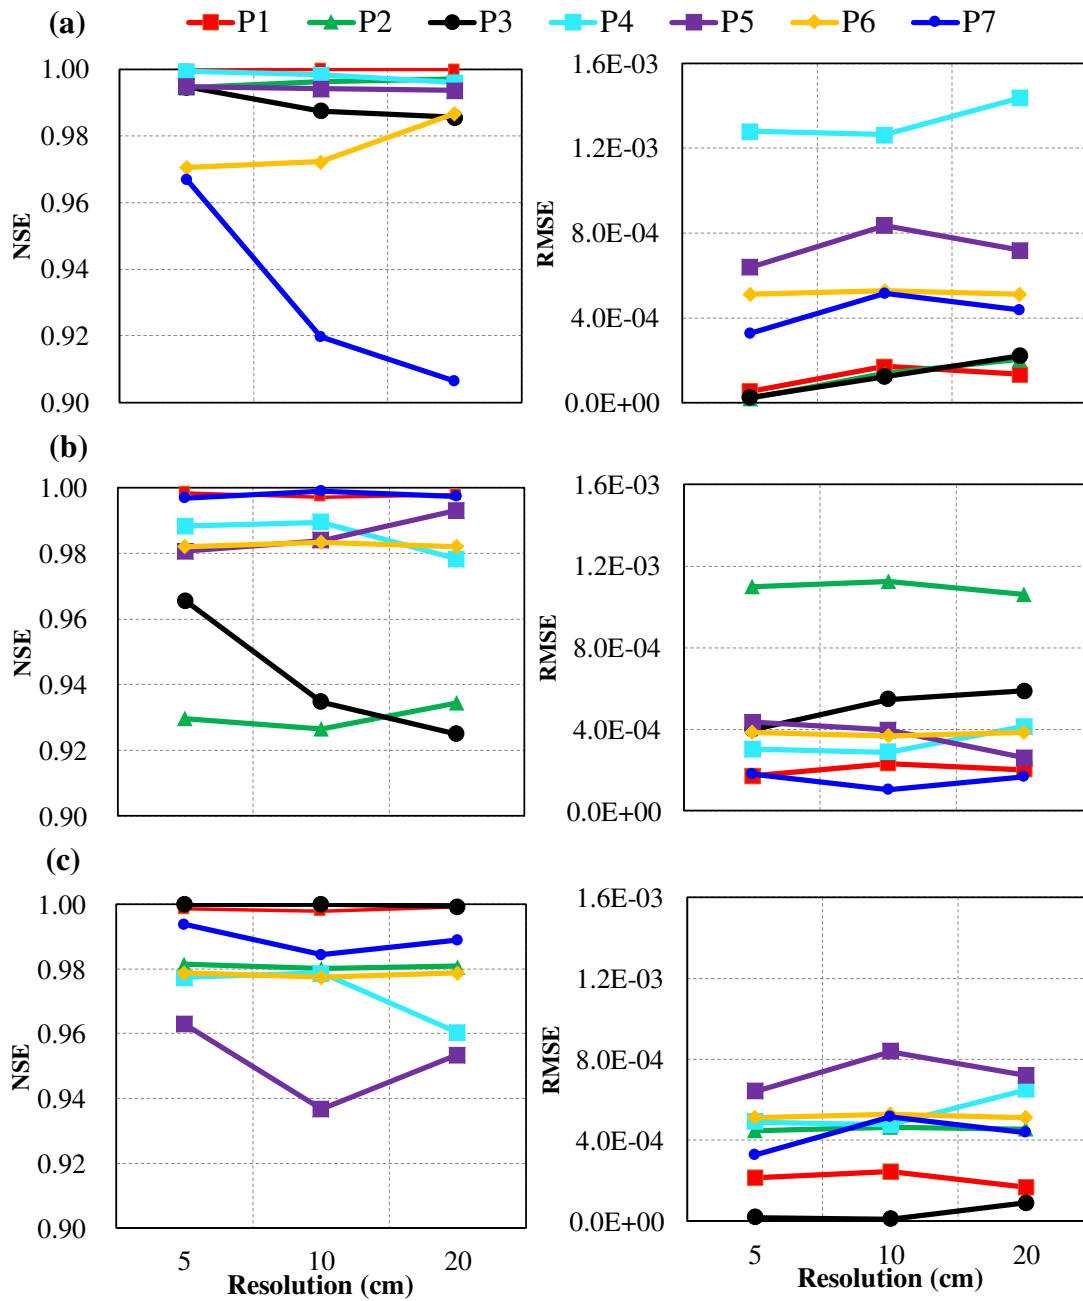 (a) P1 P2 P3 P4 P5 P6 P7
1.00
0.98
0.96
0.94
0.92
0.90
NSE
1.6E-03
1.2E-03
8.0E-04
4.0E-04
0.0E+00
RMSE
(b)
1.00
0.98
0.96
0.94
0.92
0.90
NSE
1.6E-03
1.2E-03
8.0E-04
4.0E-04
0.0E+00
RMSE
(c)
1.00
0.98
0.96
0.94
0.92
0.90
NSE
5 10 20
Resolution (cm)
1.6E-03
1.2E-03
8.0E-04
4.0E-04
0.0E+00
RMSE
5 10 20
Resolution (cm)